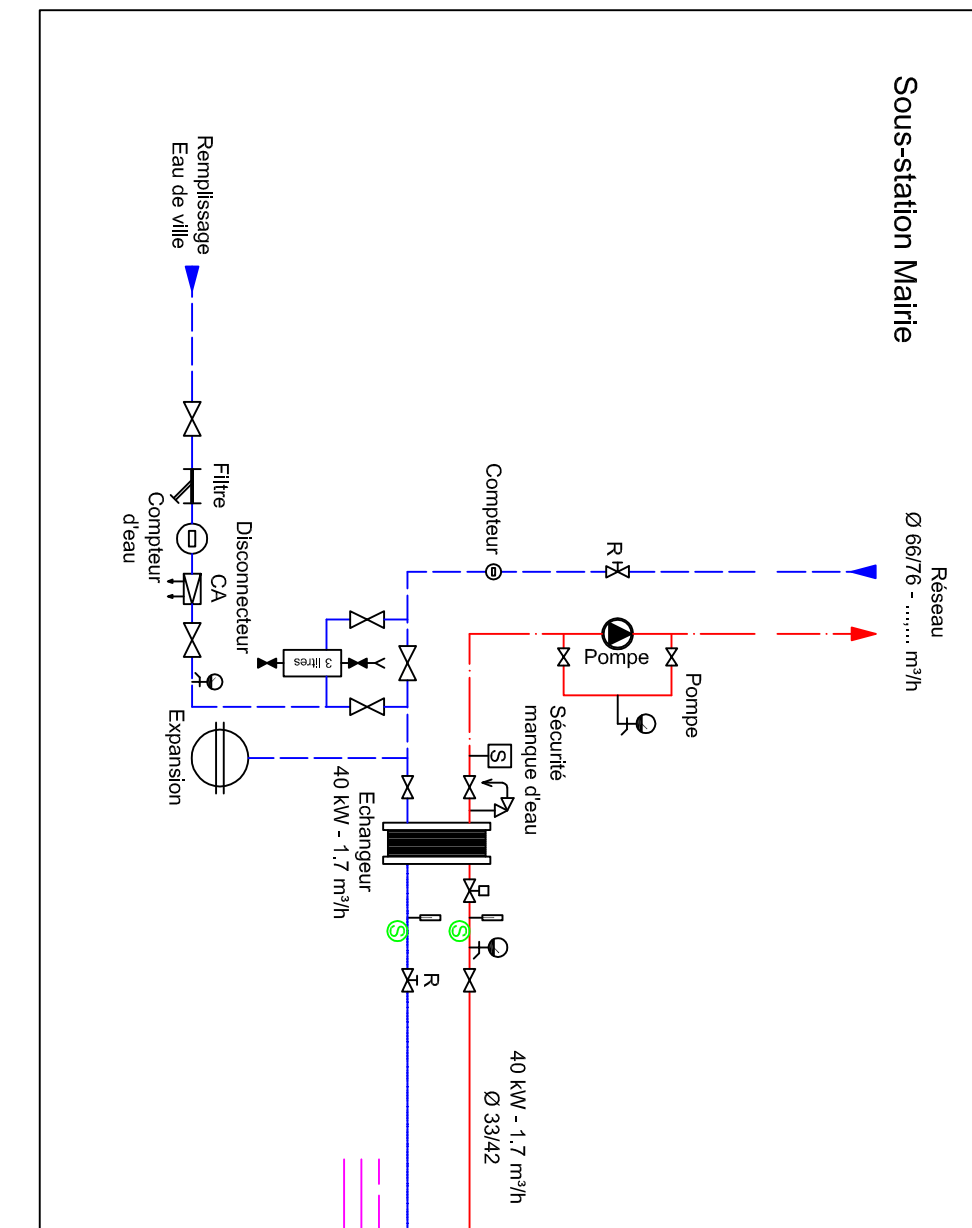 Sous-station Mairie
Réseau
Ø 66/76 - ...,... m³/h
Remplissage
Eau de ville
Filtre
Compteur
d'eau
CA
Disconnecteur
3 litres
Expansion
Compteur
R
Pompe
Pompe
Sécurité
manque d'eau
S
Echangeur
40 kW - 1.7 m³/h
S
S
R
40 kW - 1.7 m³/h
Ø 33/42